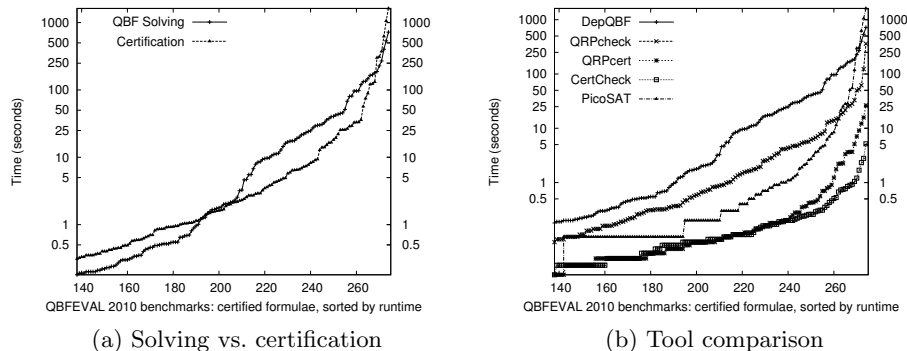 1000
500
250
100
50
25
10
5
1
0.5
Time (seconds)
QBF Solving
Certification
1000
500
250
100
50
25
10
5
1
0.5
140 160 180 200 220 240 260
QBFEVAL 2010 benchmarks: certified formulae, sorted by runtime
(a) Solving vs. certification
1000
500
250
100
50
25
10
5
1
0.5
Time (seconds)
DepQBF
QRPcheck
QRPcert
CertCheck
PicoSAT
1000
500
250
100
50
25
10
5
1
0.5
140 160 180 200 220 240 260
QBFEVAL 2010 benchmarks: certified formulae, sorted by runtime
(b) Tool comparison